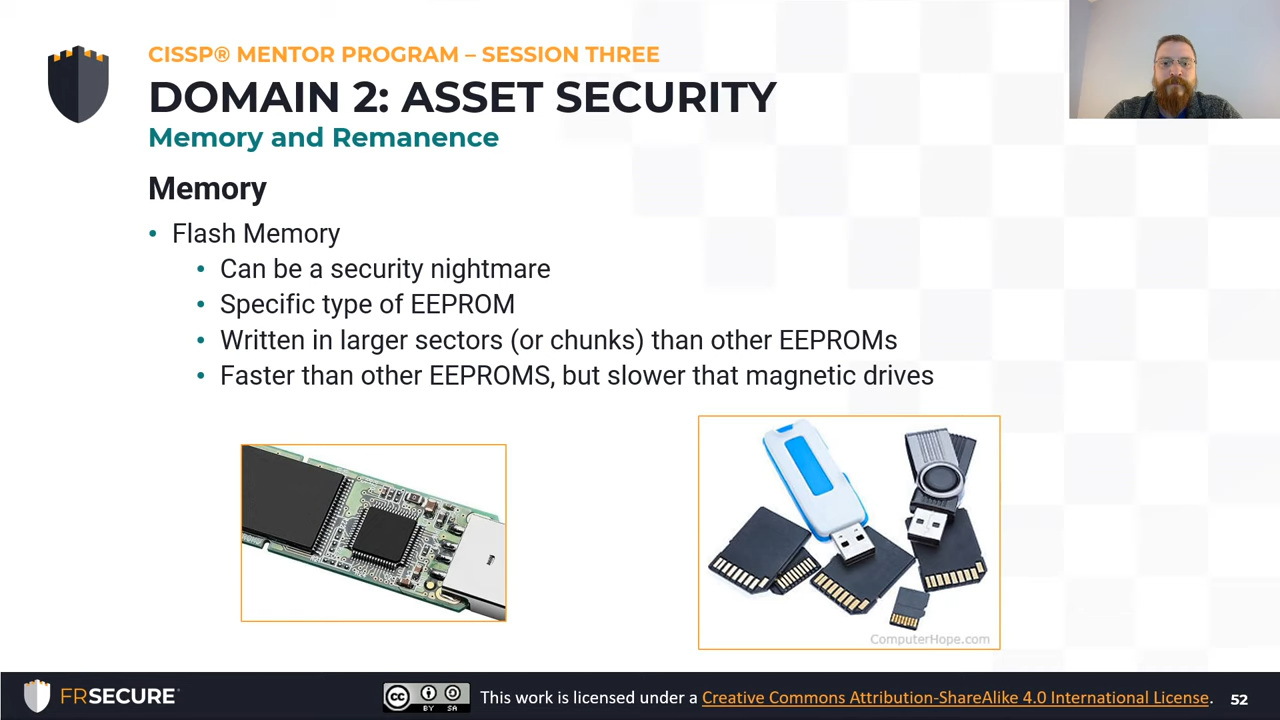 CISSP® MENTOR PROGRAM – SESSION THREE
DOMAIN 2: ASSET SECURITY
Memory and Remanence
Memory
• Flash Memory
• Can be a security nightmare
• Specific type of EEPROM
• Written in larger sectors (or chunks) than other EEPROMs
• Faster than other EEPROMS, but slower that magnetic drives
ComputerHope.com
FRSECURE
CC BY SA
This work is licensed under a Creative Commons Attribution-ShareAlike 4.0 International License.
52